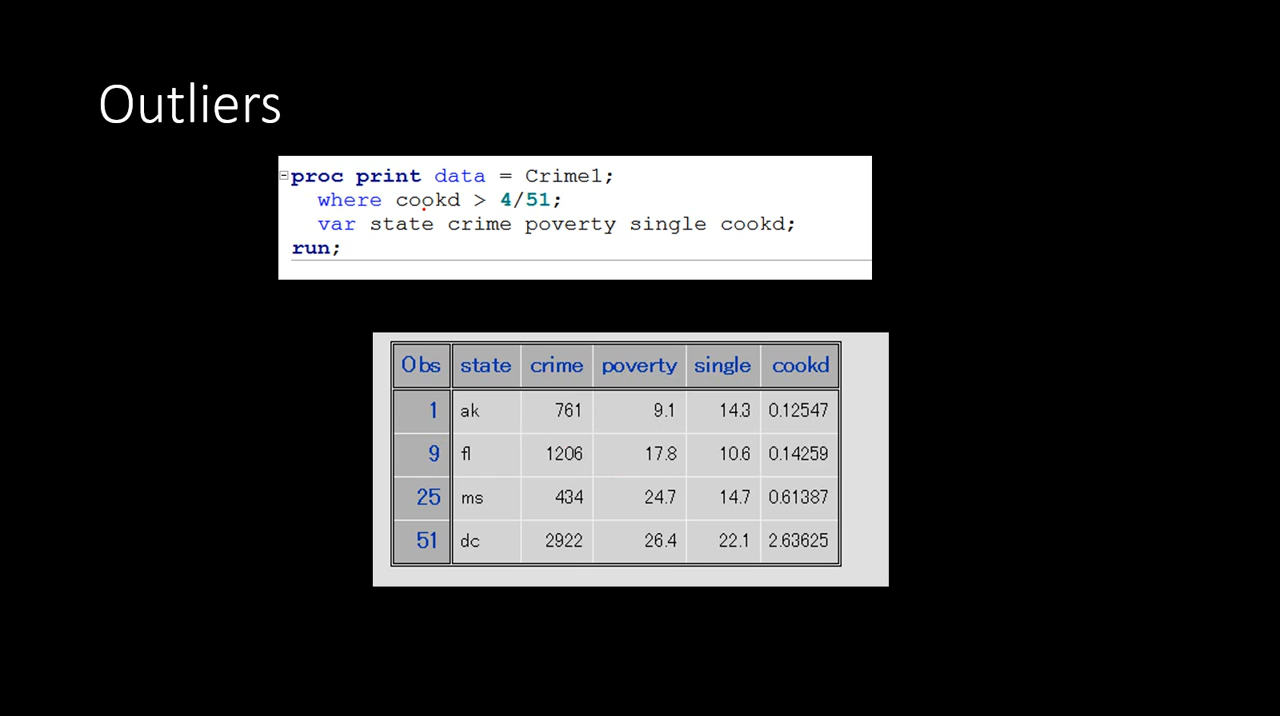 Outliers
proc print data = Crime1;
where cookd > 4/51;
var state crime poverty single cookd;
run;
Obs state crime poverty single cookd
1 ak 761 9.1 14.3 0.12547
9 fl 1206 17.8 10.6 0.14259
25 ms 434 24.7 14.7 0.61387
51 dc 2922 26.4 22.1 2.63625